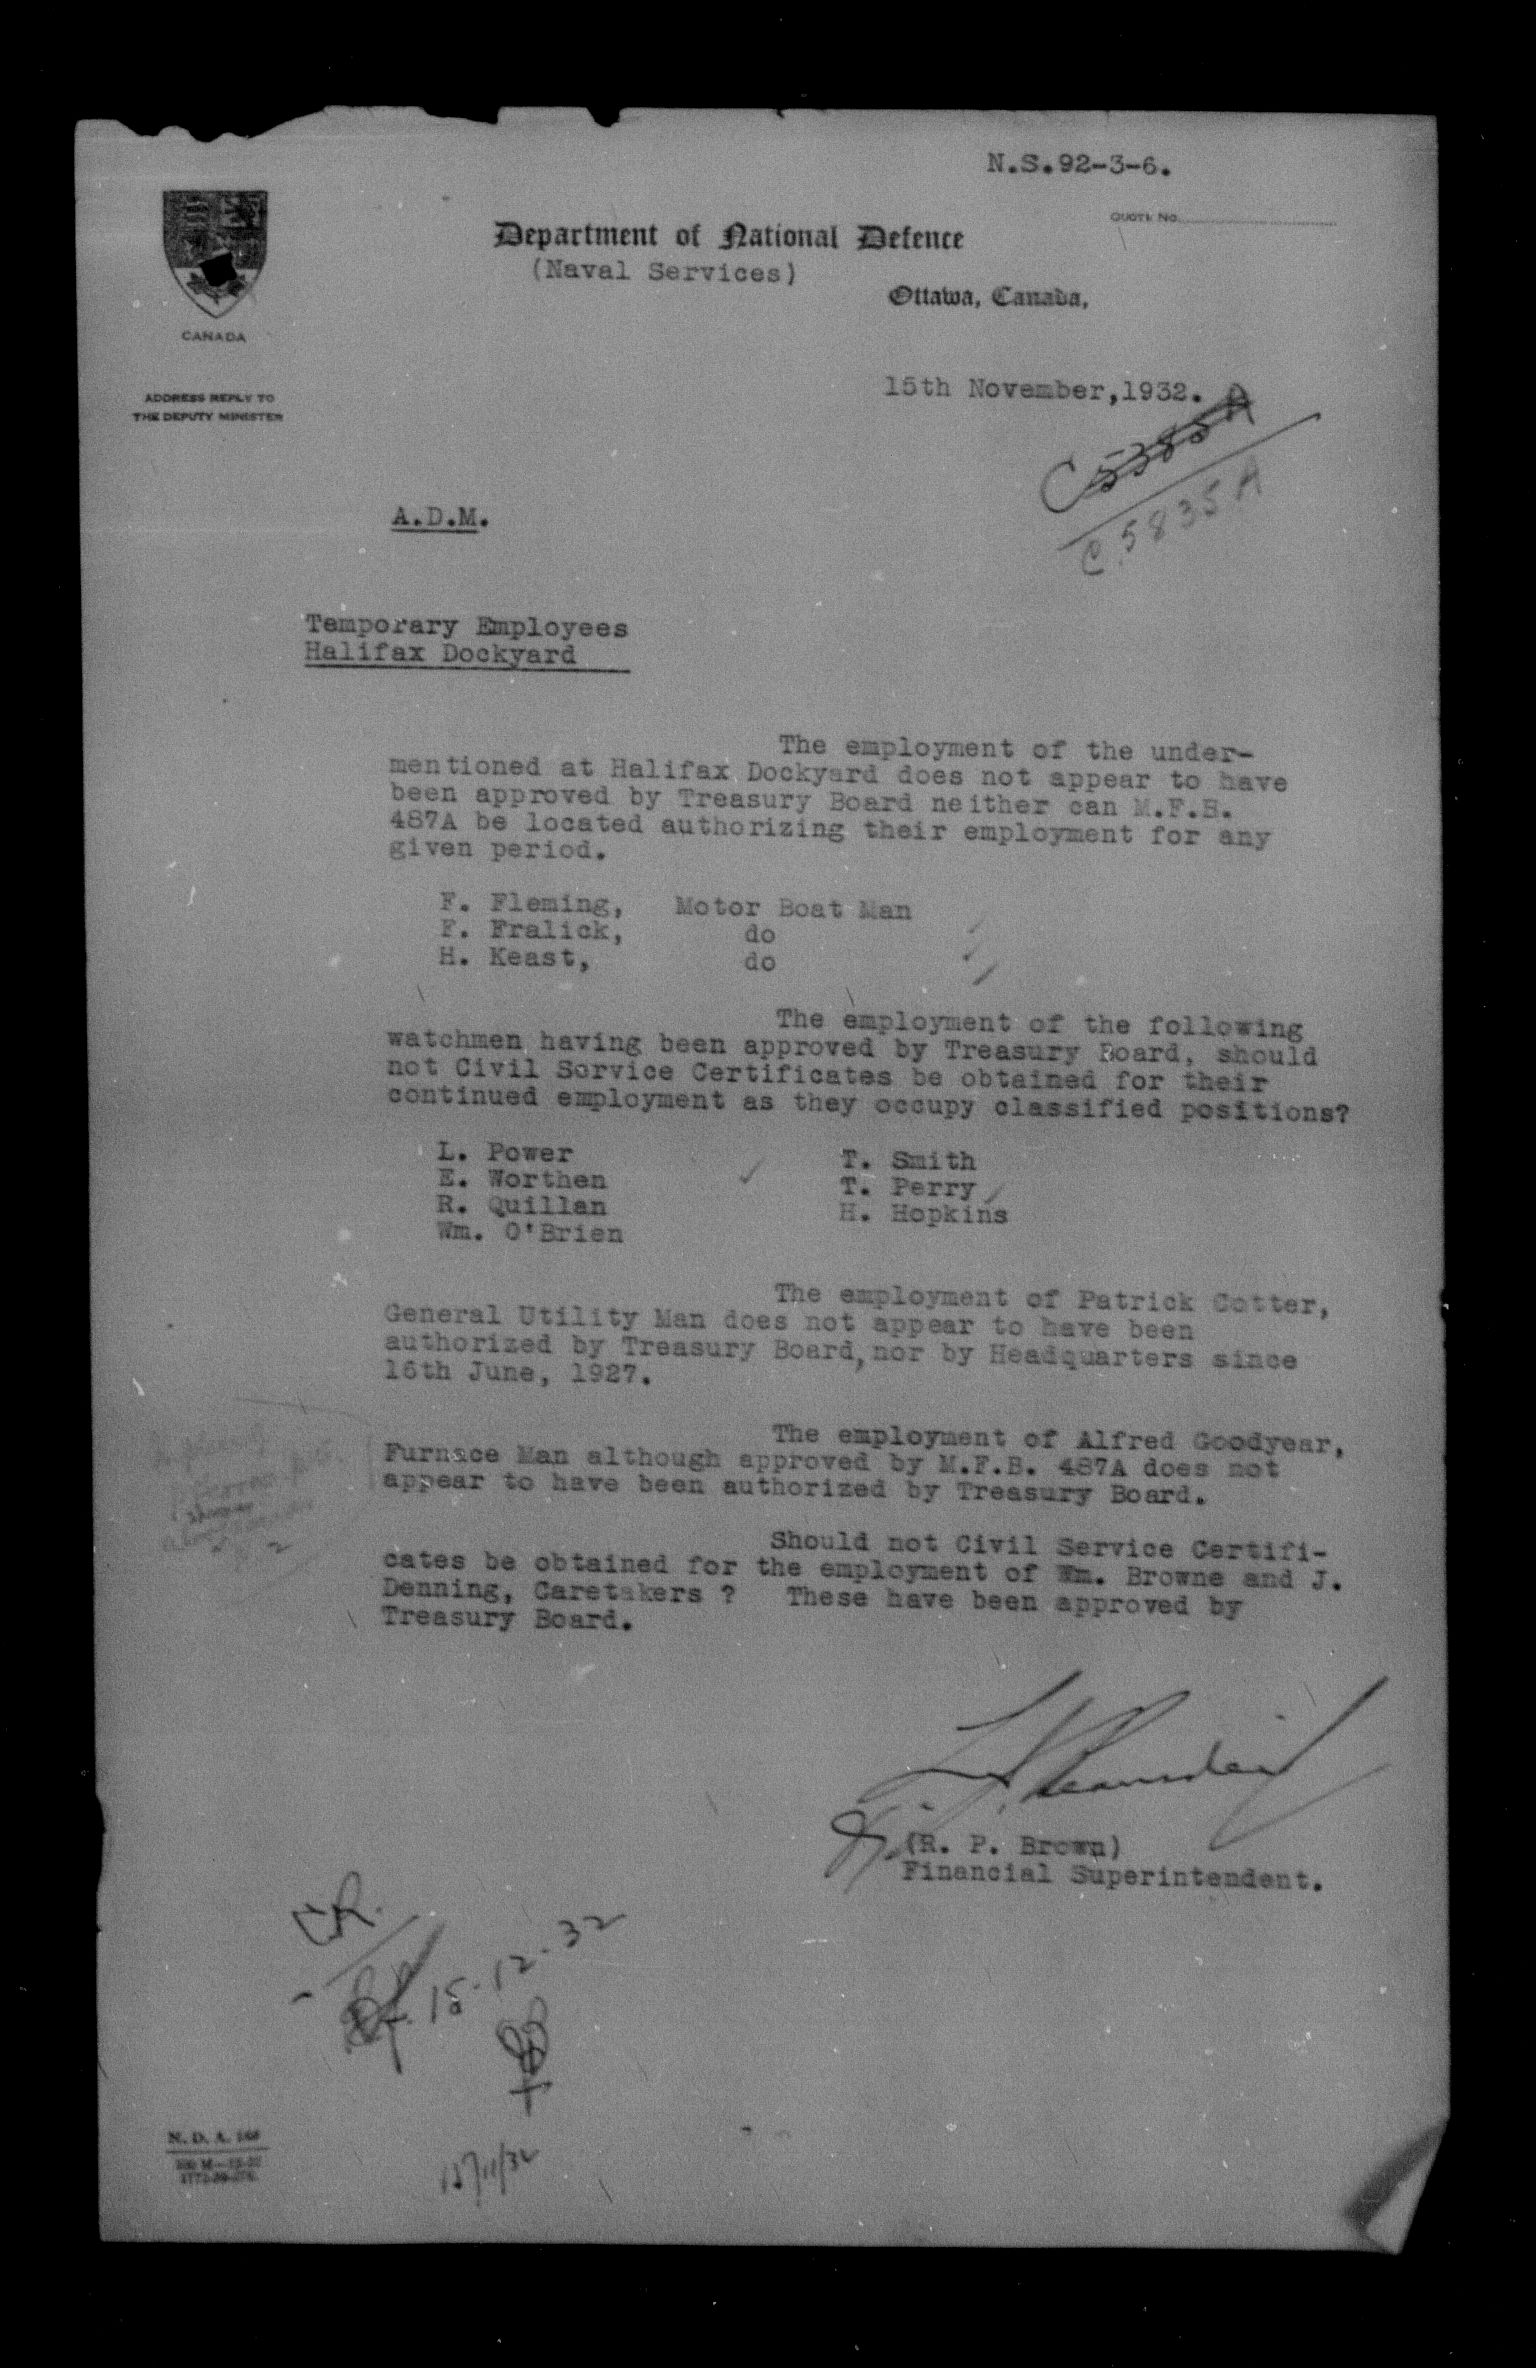 N.S.92-3-6.
QUOTE No.
Department of National Defence
(Naval Services)
Ottawa, Canada,
CANADA
ADDRESS REPLY TO
THE DEPUTY MINISTER
15th November,1932.
C 5835 A
A.D.M.
Temporary Employees
Halifax Dockyard
The employment of the under-
mentioned at Halifax Dockyard does not appear to have
been approved by Treasury Board neither can M.F.B.
487A be located authorizing their employment for any
given period.
F. Fleming, Motor Boat Man
F. Fralick, do
H. Keast, do
The employment of the following
watchmen having been approved by Treasury Board, should
not Civil Service Certificates be obtained for their
continued employment as they occupy classified positions?
L. Power T. Smith
E. Worthen T. Perry
R. Quillan H. Hopkins
Wm. O'Brien
The employment of Patrick Cotter,
General Utility Man does not appear to have been
authorized by Treasury Board, nor by Headquarters since
16th June, 1927.
The employment of Alfred Goodyear,
Furnace Man although approved by M.F.B. 487A does not
appear to have been authorized by Treasury Board.
Should not Civil Service Certifi-
cates be obtained for the employment of Wm. Browne and J.
Denning, Caretakers ? These have been approved by
Treasury Board.
(R. P. Brown)
Financial Superintendent.
15-12-32
15/11/32
N. D. A.